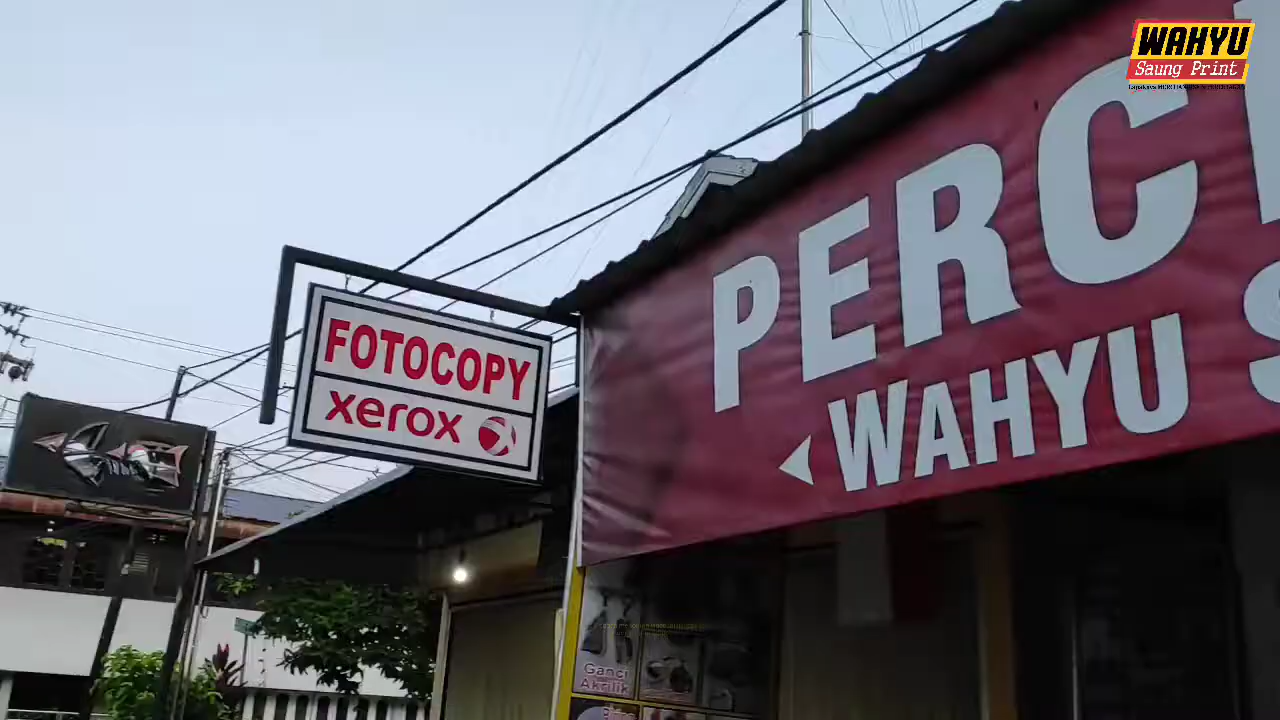 WAHYU
Saung Print
FOTOCOPY
xerox
PERC
WAHYU S
Ganci
Akrilik